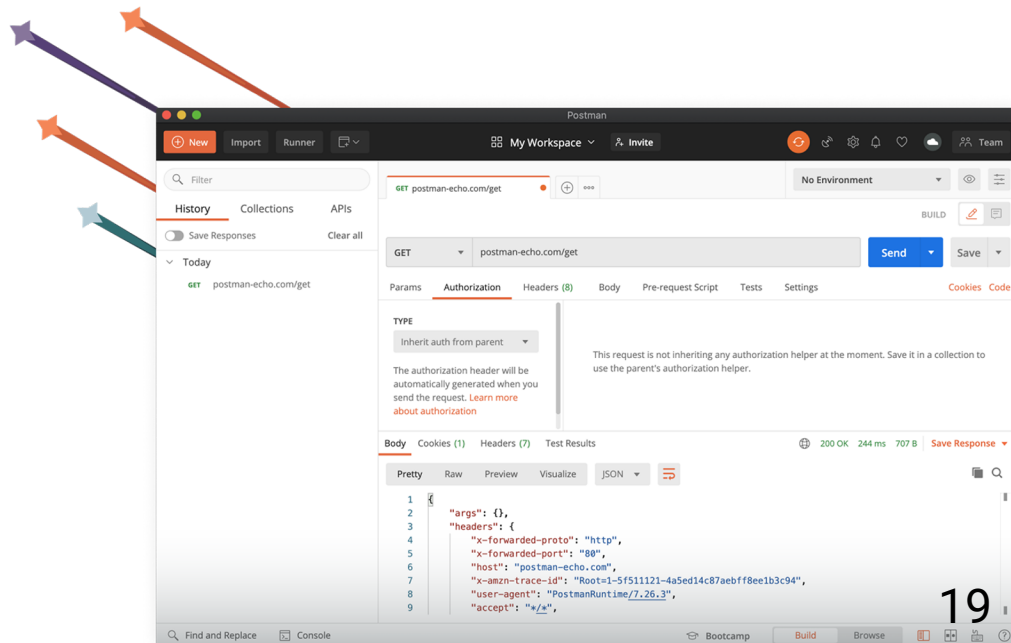 Postman
New Import Runner My Workspace Invite Team
Filter
History Collections APIs
Save Responses Clear all
Today
GET postman-echo.com/get
GET postman-echo.com/get
No Environment
BUILD
GET postman-echo.com/get Send Save
Params Authorization Headers (8) Body Pre-request Script Tests Settings Cookies Code
TYPE
Inherit auth from parent
The authorization header will be
automatically generated when you
send the request. Learn more
about authorization
This request is not inheriting any authorization helper at the moment. Save it in a collection to
use the parent's authorization helper.
Body Cookies (1) Headers (7) Test Results 200 OK 244 ms 707 B Save Response
Pretty Raw Preview Visualize JSON
1 {
2 "args": {},
3 "headers": {
4 "x-forwarded-proto": "http",
5 "x-forwarded-port": "80",
6 "host": "postman-echo.com",
7 "x-amzn-trace-id": "Root=1-5f511121-4a5ed14c87aebff8ee1b3c94",
8 "user-agent": "PostmanRuntime/7.26.3",
9 "accept": "*/*",
19
Find and Replace Console Bootcamp Build Browse